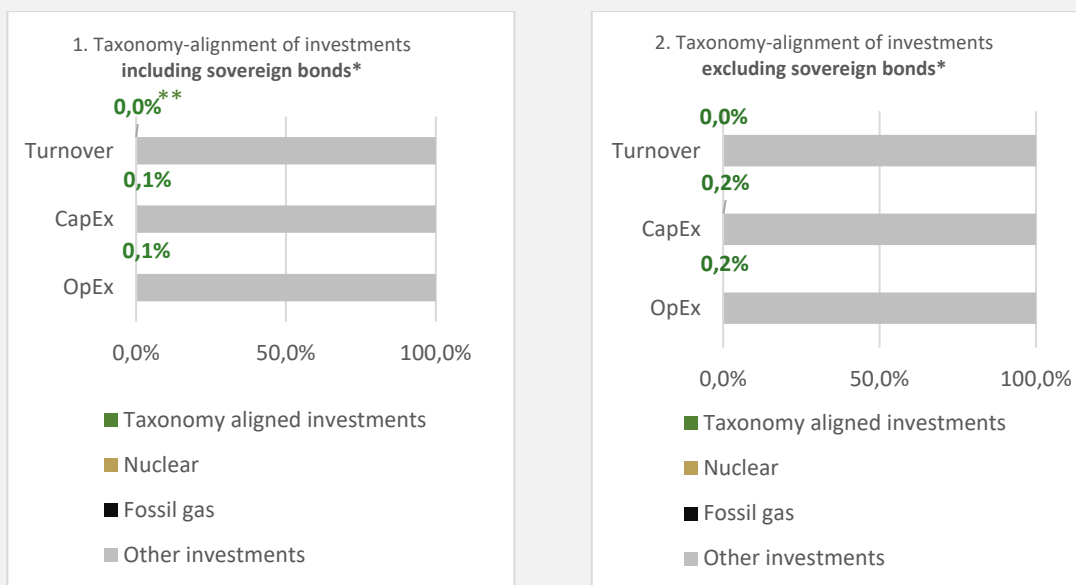 1. Taxonomy-alignment of investments
including sovereign bonds*
0,0%**
Turnover
0,1%
CapEx
0,1%
OpEx
0,0% 50,0% 100,0%
Taxonomy aligned investments
Nuclear
Fossil gas
Other investments
2. Taxonomy-alignment of investments
excluding sovereign bonds*
0,0%
Turnover
0,2%
CapEx
0,2%
OpEx
0,0% 50,0% 100,0%
Taxonomy aligned investments
Nuclear
Fossil gas
Other investments